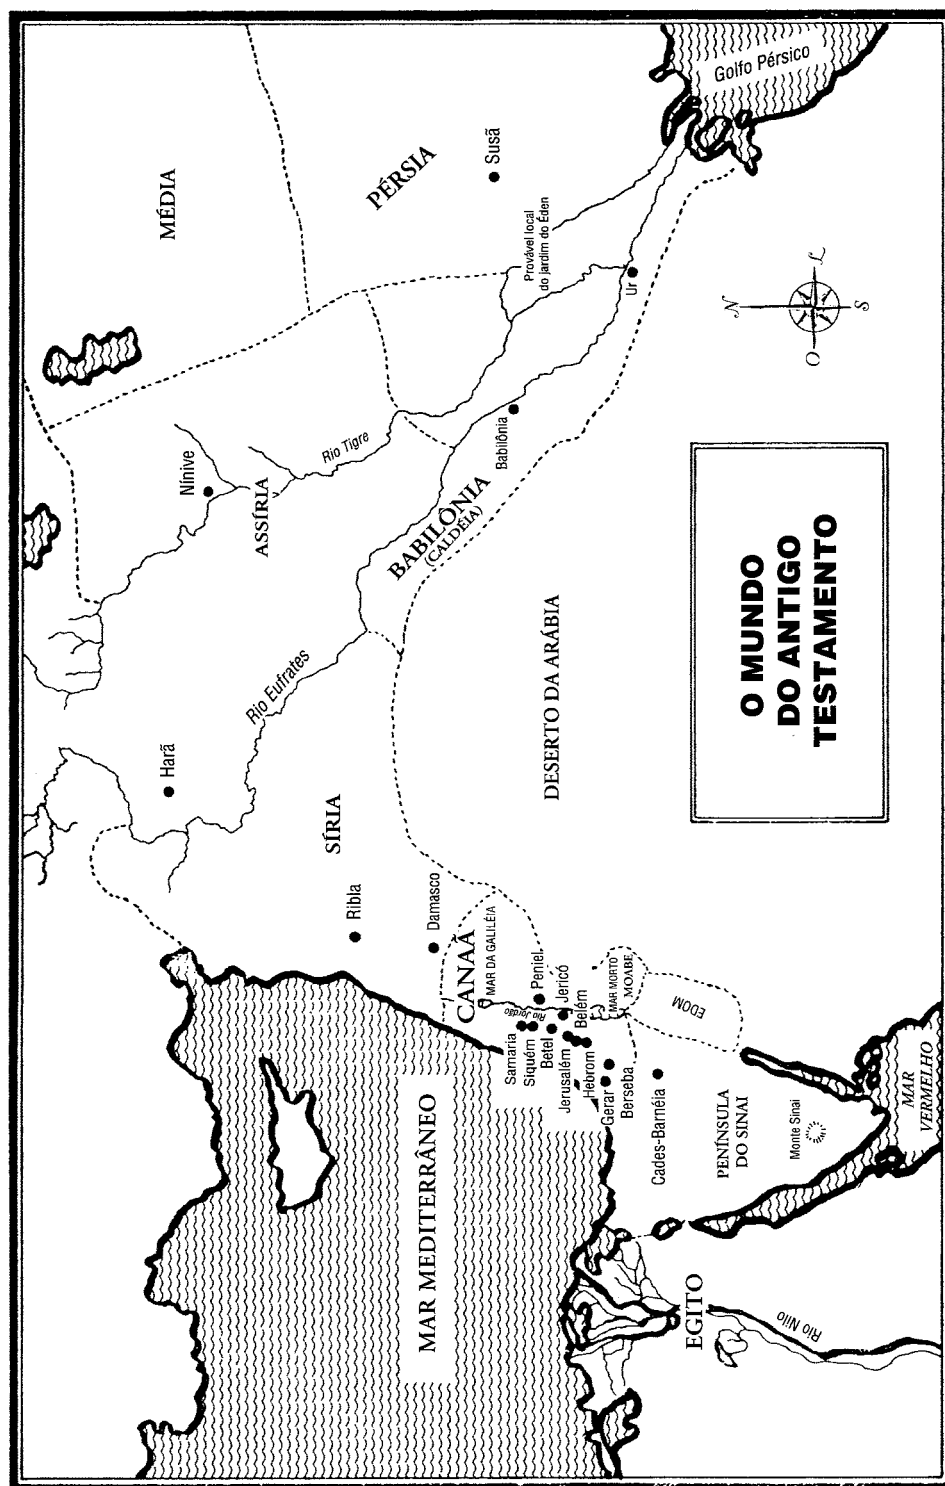 O MUNDO
DO ANTIGO
TESTAMENTO
Golfo Pérsico
MÉDIA
PÉRSIA
Susã
Provável local
do jardim do Éden
Ur
N
L
S
O
Nínive
ASSÍRIA
Rio Tigre
Babilônia
BABILÔNIA
(CALDÉIA)
Rio Eufrates
DESERTO DA ARÁBIA
Harã
SÍRIA
Ribla
Damasco
CANAÃ
MAR DA GALILÉIA
Rio Jordão
Peniel
Jericó
Belém
MAR MORTO
MOABE
EDOM
Samaria
Siquém
Betel
Jerusalém
Hebrom
Gerar
Berseba
Cades-Barnéia
PENÍNSULA
DO SINAI
Monte Sinai
MAR
VERMELHO
MAR MEDITERRÂNEO
EGITO
Rio Nilo